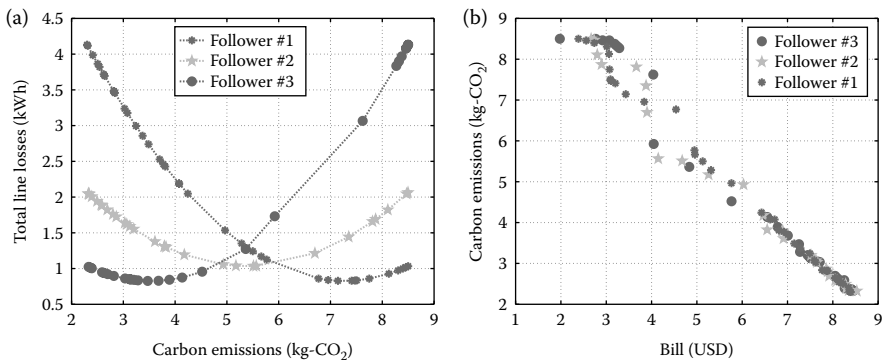 (a)
4.5
4
3.5
3
2.5
2
1.5
1
0.5
Total line losses (kWh)
Follower #1
Follower #2
Follower #3
2 3 4 5 6 7 8 9
Carbon emissions (kg-CO₂)
(b)
9
8
7
6
5
4
3
2
Carbon emissions (kg-CO₂)
Follower #3
Follower #2
Follower #1
1 2 3 4 5 6 7 8 9
Bill (USD)